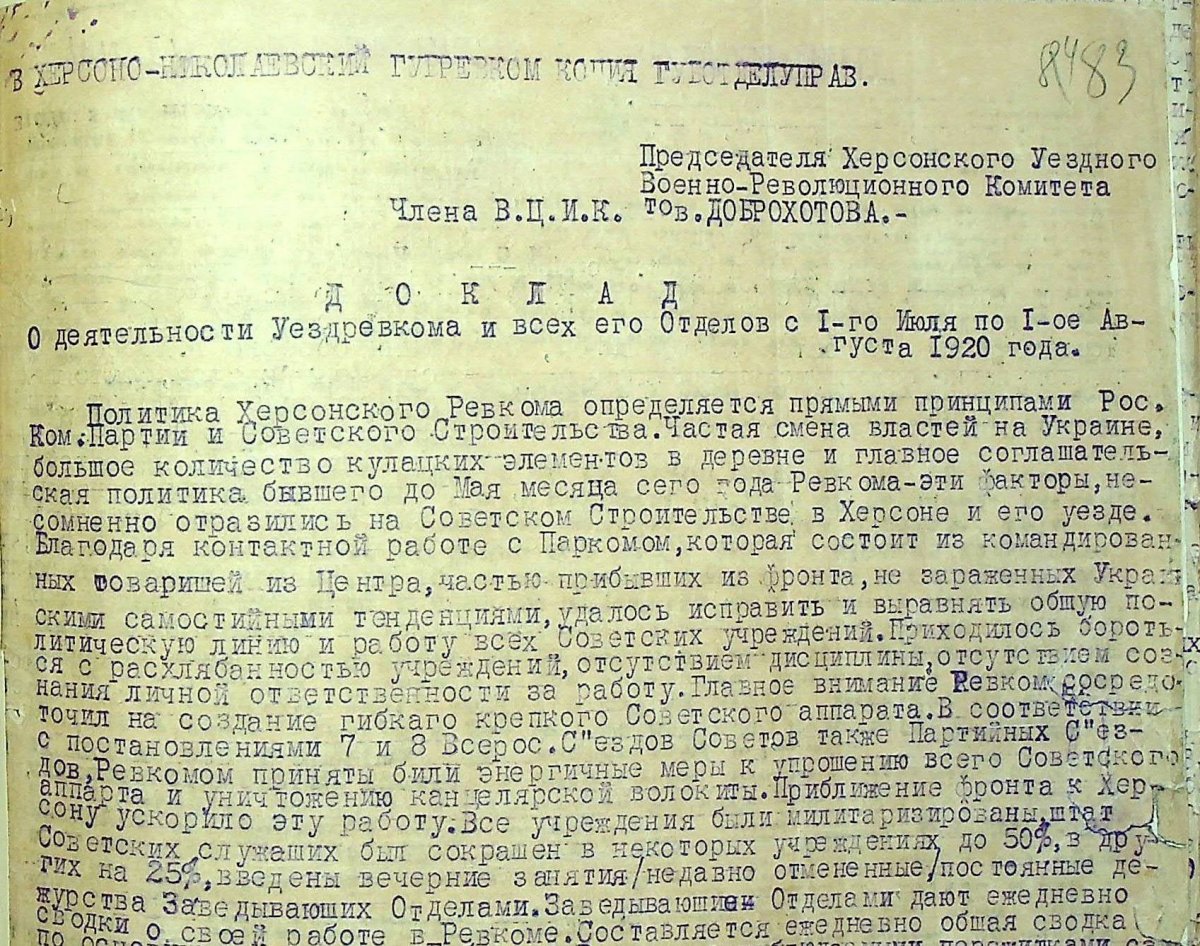 В ХЕРСОНО-НИКОЛАЕВСКИЙ ГУБРЕВКОМ КОПИЯ ГУБОТДЕЛУПРАВ.
8483
Председателя Херсонского Уездного
Военно-Революционного Комитета
Члена В.Ц.И.К. тов.ДОБРОХОТОВА.-
Д О К Л А Д
О деятельности Уездревкома и всех его Отделов с I-го Июля по I-ое Ав-
густа 1920 года.
Политика Херсонского Ревкома определяется прямыми принципами Рос.
Ком.Партии и Советского Строительства.Частая смена властей на Украине,
большое количество кулацких элементов в деревне и главное соглашатель-
ская политика бывшего до Мая месяца сего года Ревкома-эти факторы,не-
сомненно отразились на Советском Строительстве в Херсоне и его уезде.
Благодаря контактной работе с Паркомом,которая состоит из командирован-
ных товаришей из Центра,частью прибывших из фронта,не зараженных Украин
скими самостийными тенденциями,удалось исправить и выравнять общую по-
литическую линию и работу всех Советских учреждений.Приходилось бороть-
ся с расхлябанностью учреждений,отсутствием дисциплины,отсутствием соз-
нания личной ответственности за работу.Главное внимание Ревком сосредо-
точил на создание гибкаго крепкого Советского аппарата.В соответствии
с постановлениями 7 и 8 Всерос.С"ездов Советов также Партийных С"ез-
дов,Ревкомом приняты били энергичные меры к упрошению всего Советского
аппарта и уничтожению канцелярской волокиты.Приближение фронта к Хер-
сону ускорило эту работу.Все учреждения были милитаризированы,штат
Советских служаших был сокрашен в некоторых учреждениях до 50%,в дру-
гих на 25%,введены вечерние занятия/недавно отмененные/постоянные де-
журства Заведывающих Отделами.Заведывающие Отделами дают ежедневно
сводки о своей работе в Ревкоме.Составляется ежедневно общая сводка